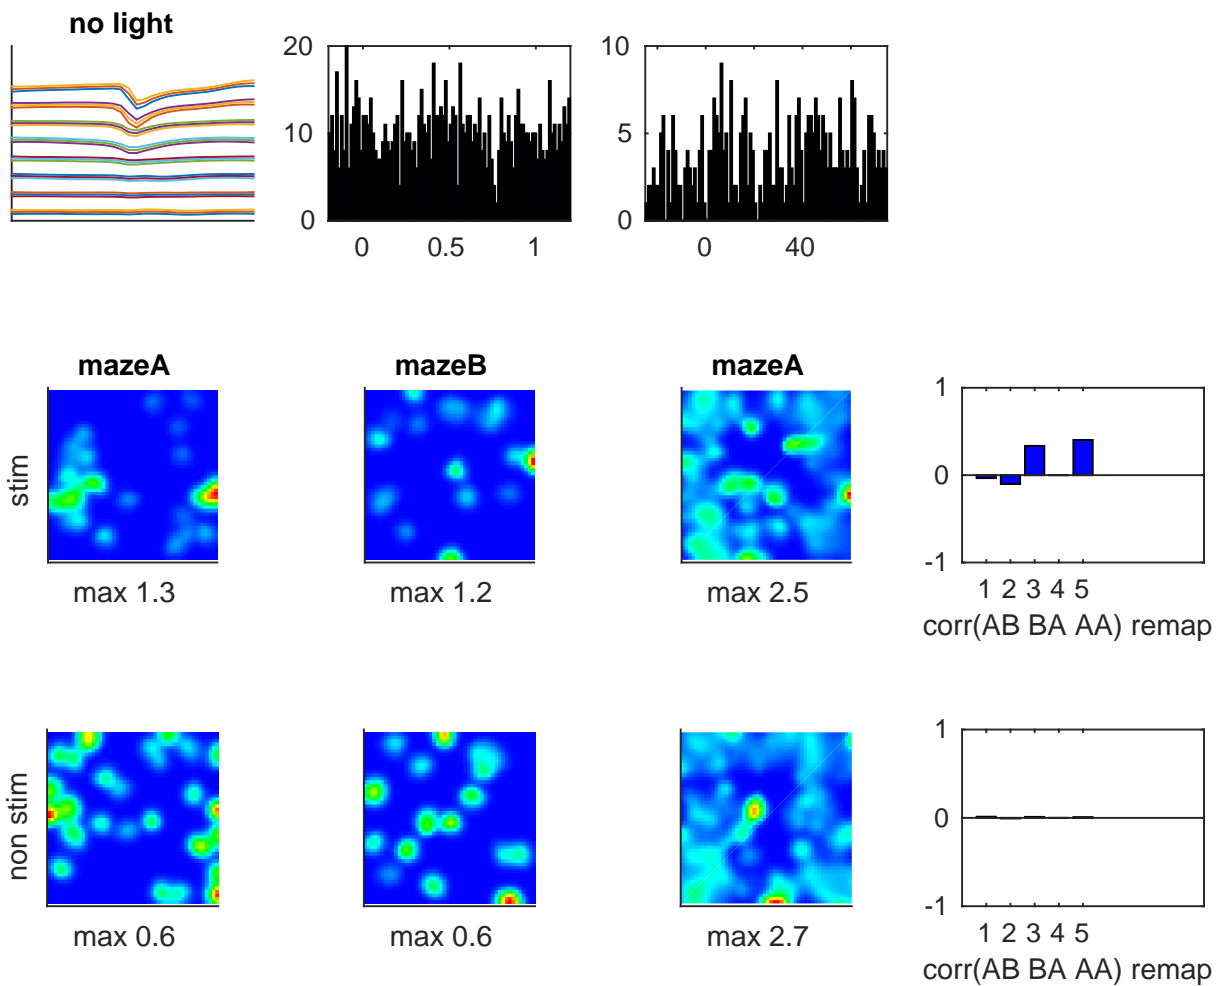 no light
20
10
0
0
0.5
1
10
5
0
0
40
mazeA
mazeB
mazeA
stim
max 1.3
max 1.2
max 2.5
1
0
-1
1 2 3 4 5
corr(AB BA AA) remap
non stim
max 0.6
max 0.6
max 2.7
1
0
-1
1 2 3 4 5
corr(AB BA AA) remap